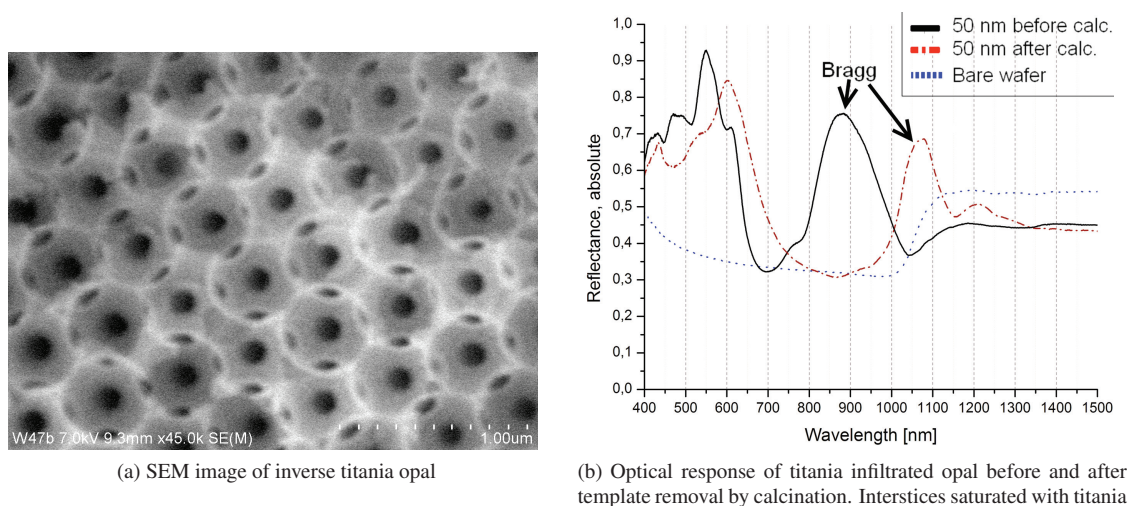 W47b 7.0kV 9.3mm x45.0k SE(M)
1.00um
(a) SEM image of inverse titania opal
1,0
0,9
0,8
0,7
0,6
0,5
0,4
0,3
0,2
0,1
0,0
Reflectance, absolute
50 nm before calc.
50 nm after calc.
Bare wafer
Bragg
400 500 600 700 800 900 1000 1100 1200 1300 1400 1500
Wavelength [nm]
(b) Optical response of titania infiltrated opal before and after
template removal by calcination. Interstices saturated with titania